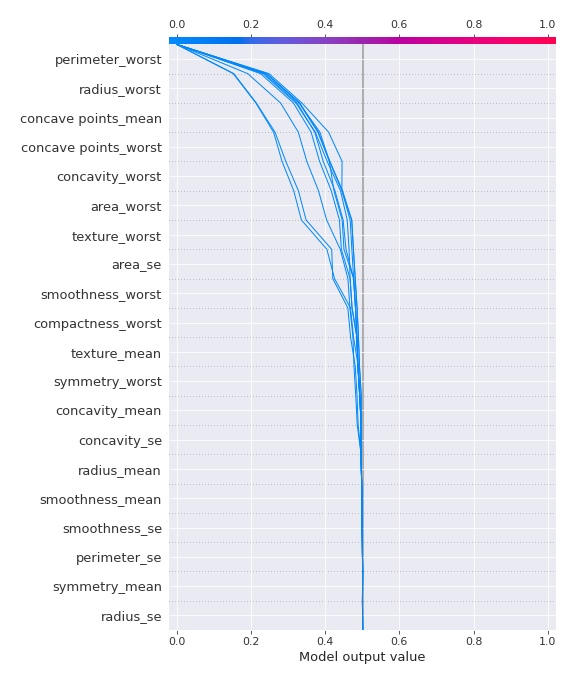 0.0 0.2 0.4 0.6 0.8 1.0
perimeter_worst
radius_worst
concave points_mean
concave points_worst
concavity_worst
area_worst
texture_worst
area_se
smoothness_worst
compactness_worst
texture_mean
symmetry_worst
concavity_mean
concavity_se
radius_mean
smoothness_mean
smoothness_se
perimeter_se
symmetry_mean
radius_se
0.0 0.2 0.4 0.6 0.8 1.0
Model output value